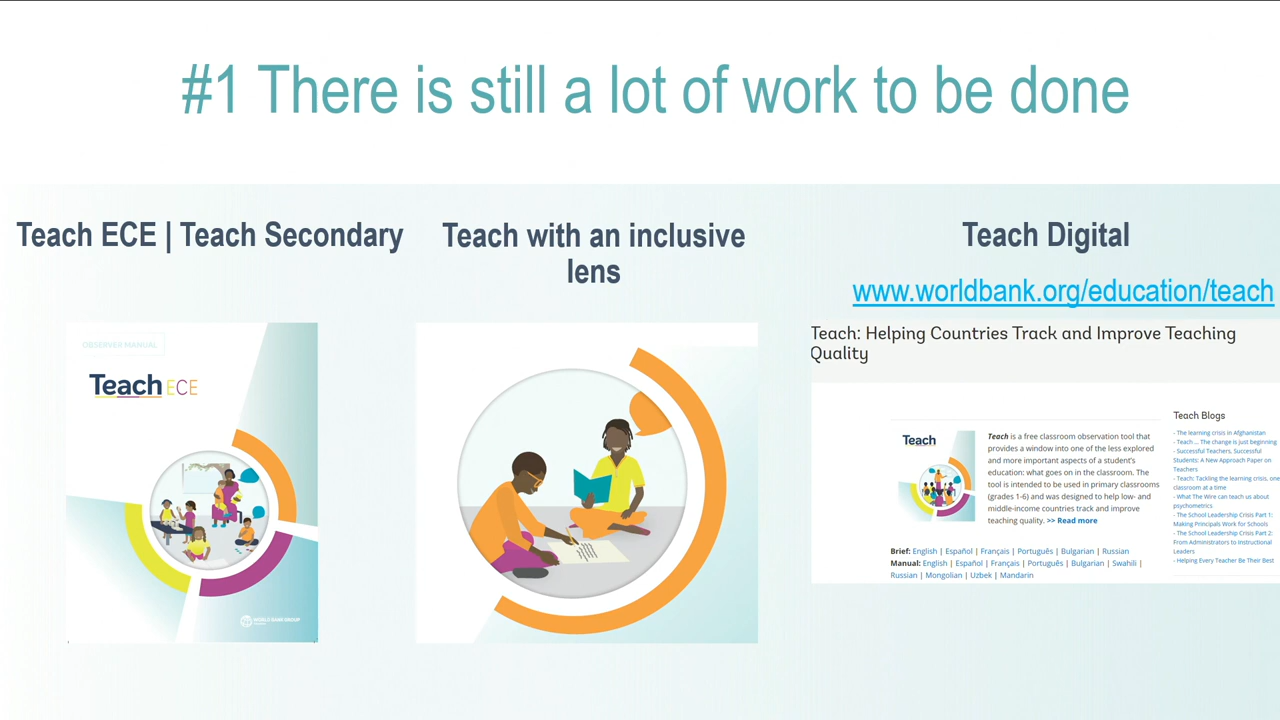 #1 There is still a lot of work to be done
Teach ECE | Teach Secondary
OBSERVER MANUAL
Teach ECE
WORLD BANK GROUP
Teach with an inclusive
lens
Teach Digital
www.worldbank.org/education/teach
Teach: Helping Countries Track and Improve Teaching
Quality
Teach
Teach is a free classroom observation tool that
provides a window into one of the less explored
and more important aspects of a student's
education: what goes on in the classroom. The
tool is intended to be used in primary classrooms
(grades 1-6) and was designed to help low- and
middle-income countries track and improve
teaching quality. >> Read more
Brief: English | Español | Français | Português | Bulgarian | Russian
Manual: English | Español | Français | Português | Bulgarian | Swahili |
Russian | Mongolian | Uzbek | Mandarin
Teach Blogs
- The learning crisis in Afghanistan
- Teach ... The change is just beginning
- Successful Teachers, Successful
Students: A New Approach Paper on
Teachers
- Teach: Tackling the learning crisis, one
classroom at a time
- What The Wire can teach us about
psychometrics
- The School Leadership Crisis Part 1:
Making Principals Work for Schools
- The School Leadership Crisis Part 2:
From Administrators to Instructional
Leaders
- Helping Every Teacher Be Their Best